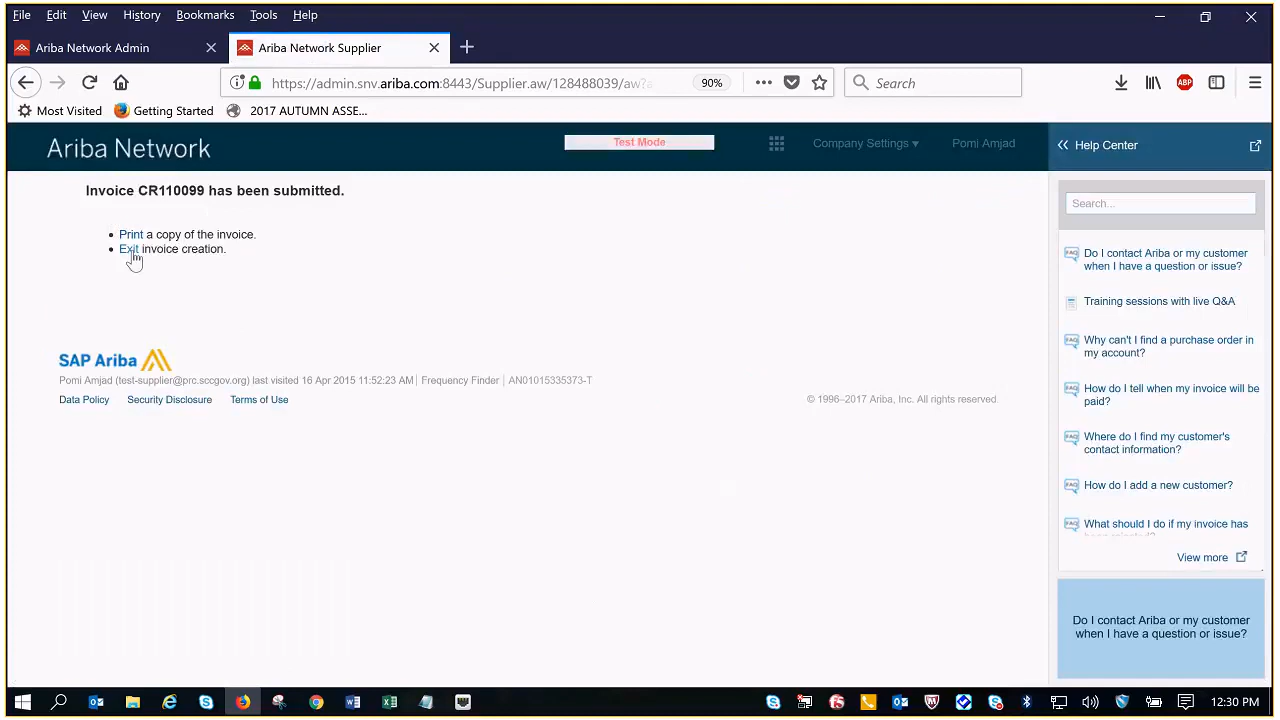 File Edit View History Bookmarks Tools Help
Ariba Network Admin
Ariba Network Supplier
https://admin.snv.ariba.com:8443/Supplier.aw/128488039/aw?a
90%
Search
Most Visited
Getting Started
2017 AUTUMN ASSE...
Ariba Network
Test Mode
Company Settings ▾
Pomi Amjad
Help Center
Invoice CR110099 has been submitted.
• Print a copy of the invoice.
• Exit invoice creation.
SAP Ariba
Pomi Amjad (test-supplier@prc.sccgov.org) last visited 16 Apr 2015 11:52:23 AM | Frequency Finder | AN01015335373-T
Data Policy Security Disclosure Terms of Use
© 1996–2017 Ariba, Inc. All rights reserved.
Search...
Do I contact Ariba or my customer
when I have a question or issue?
Training sessions with live Q&A
Why can't I find a purchase order in
my account?
How do I tell when my invoice will be
paid?
Where do I find my customer's
contact information?
How do I add a new customer?
What should I do if my invoice has
View more
Do I contact Ariba or my customer
when I have a question or issue?
12:30 PM